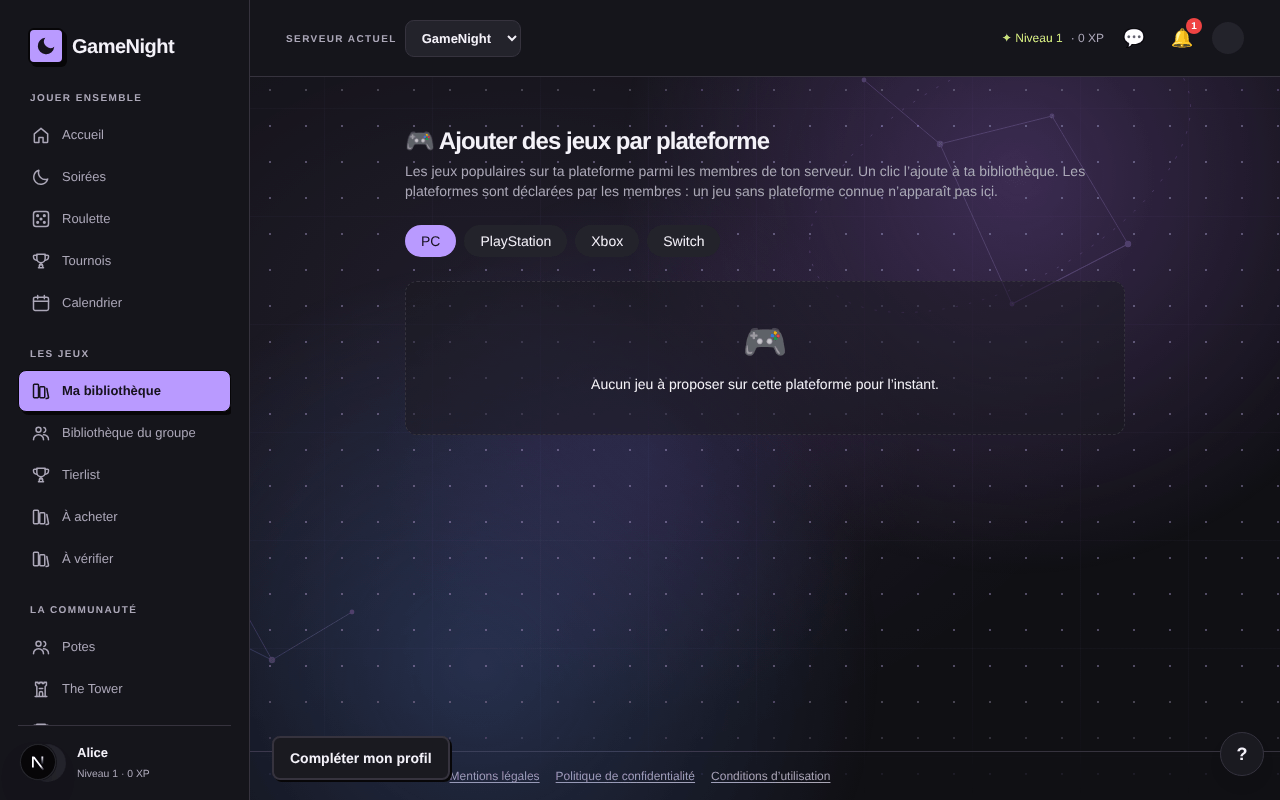 GameNight
JOUER ENSEMBLE
Accueil
Soirées
Roulette
Tournois
Calendrier
LES JEUX
Ma bibliothèque
Bibliothèque du groupe
Tierlist
À acheter
À vérifier
LA COMMUNAUTÉ
Potes
The Tower
N
Alice
Niveau 1 · 0 XP
SERVEUR ACTUEL
GameNight
✦ Niveau 1 · 0 XP
1
🎮 Ajouter des jeux par plateforme
Les jeux populaires sur ta plateforme parmi les membres de ton serveur. Un clic l’ajoute à ta bibliothèque. Les
plateformes sont déclarées par les membres : un jeu sans plateforme connue n’apparaît pas ici.
PC
PlayStation
Xbox
Switch
Aucun jeu à proposer sur cette plateforme pour l’instant.
Compléter mon profil
Mentions légales
Politique de confidentialité
Conditions d’utilisation
?